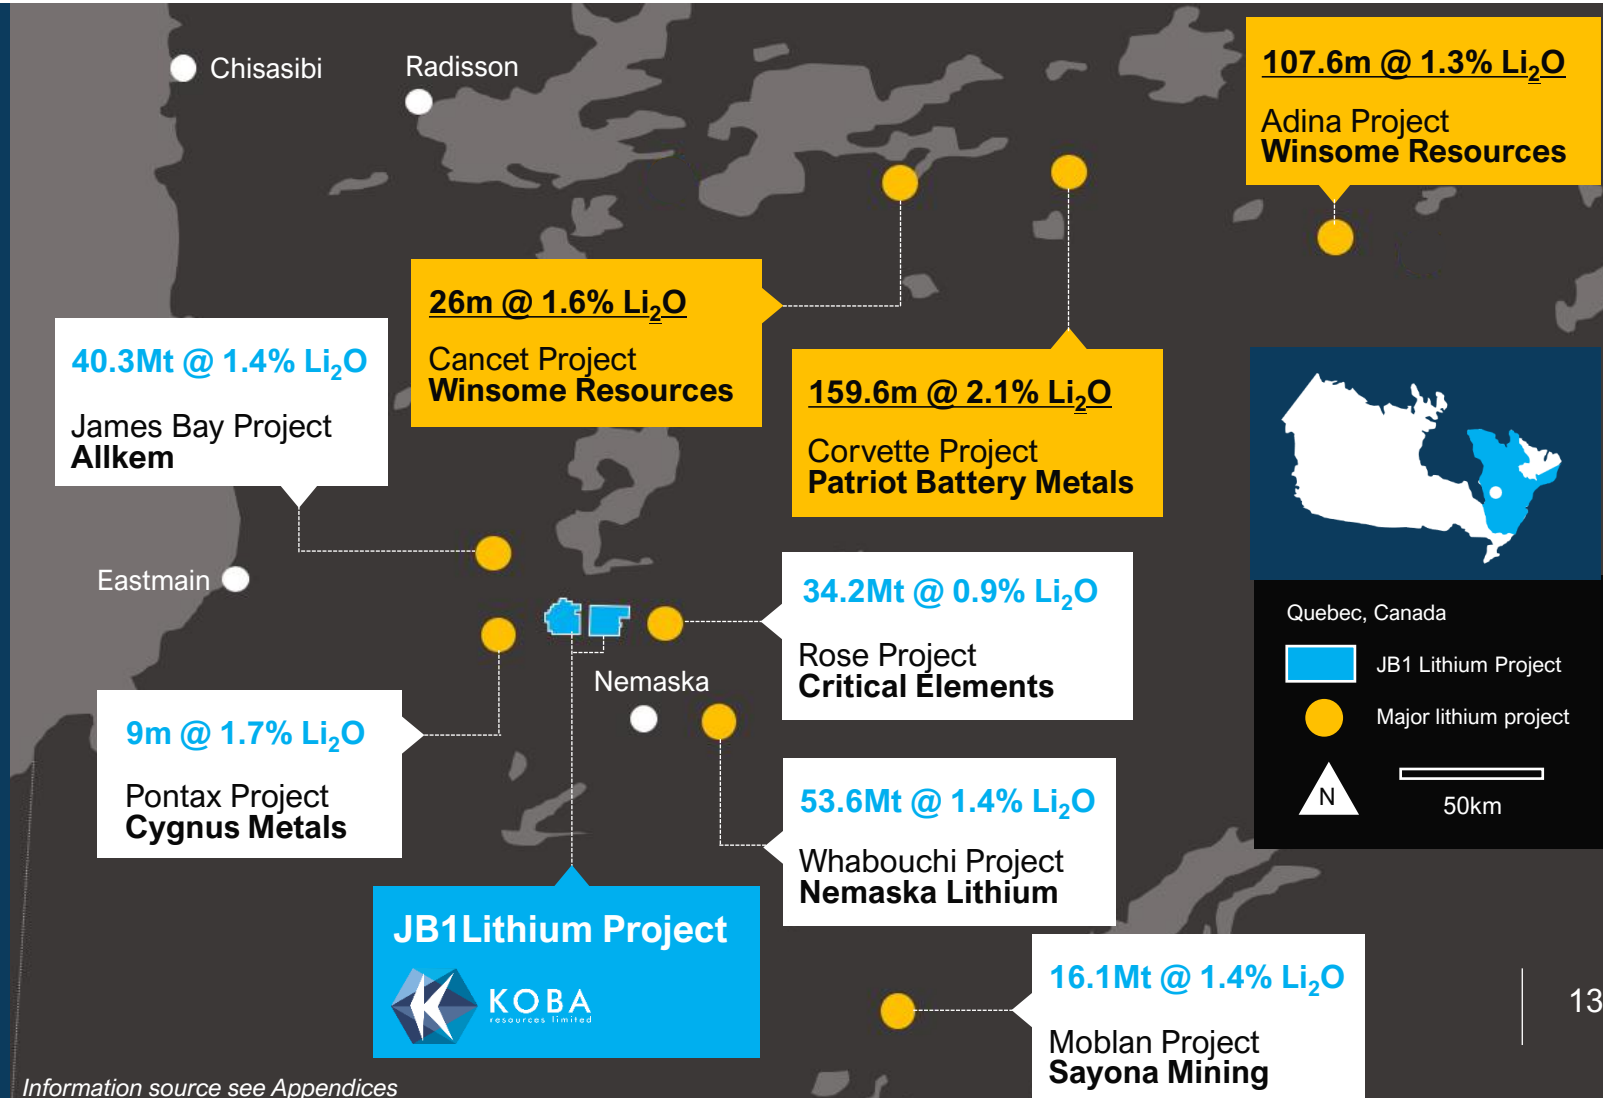 Chisasibi
Radisson
107.6m @ 1.3% Li₂O
Adina Project
Winsome Resources
26m @ 1.6% Li₂O
Cancet Project
Winsome Resources
40.3Mt @ 1.4% Li₂O
James Bay Project
Allkem
159.6m @ 2.1% Li₂O
Corvette Project
Patriot Battery Metals
Eastmain
34.2Mt @ 0.9% Li₂O
Rose Project
Critical Elements
Quebec, Canada
JB1 Lithium Project
Major lithium project
N
50km
Nemaska
9m @ 1.7% Li₂O
Pontax Project
Cygnus Metals
53.6Mt @ 1.4% Li₂O
Whabouchi Project
Nemaska Lithium
JB1Lithium Project
KOBA
resources limited
16.1Mt @ 1.4% Li₂O
Moblan Project
Sayona Mining
13
Information source see Appendices